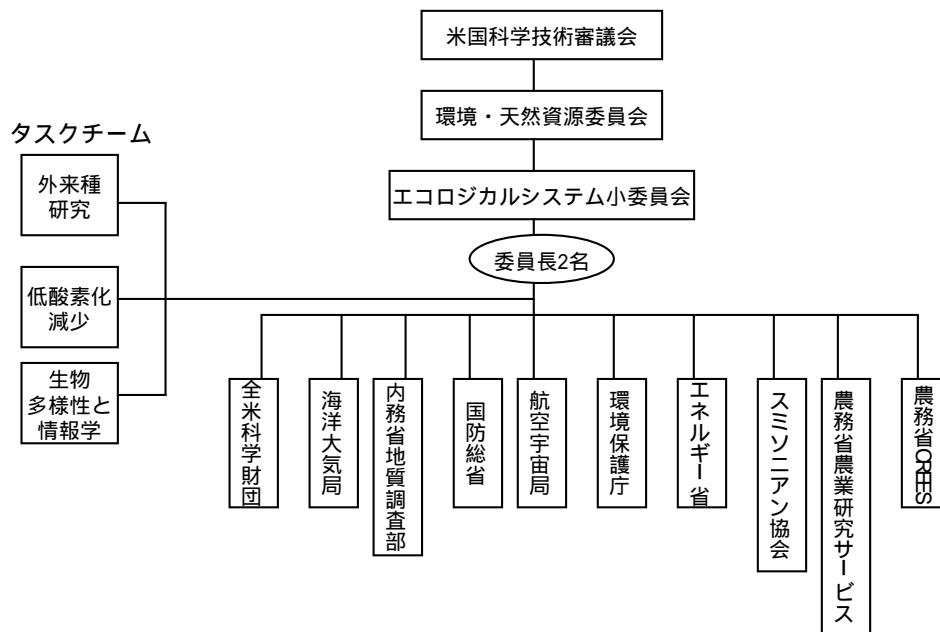 米国科学技術審議会
環境・天然資源委員会
エコロジカルシステム小委員会
委員長2名
タスクチーム
外来種
研究
低酸素化
減少
生物
多様性と
情報学
全米科学財団
海洋大気局
内務省地質調査部
国防総省
航空宇宙局
環境保護庁
エネルギー省
スミソニアン協会
農務省農業研究サービス
農務省